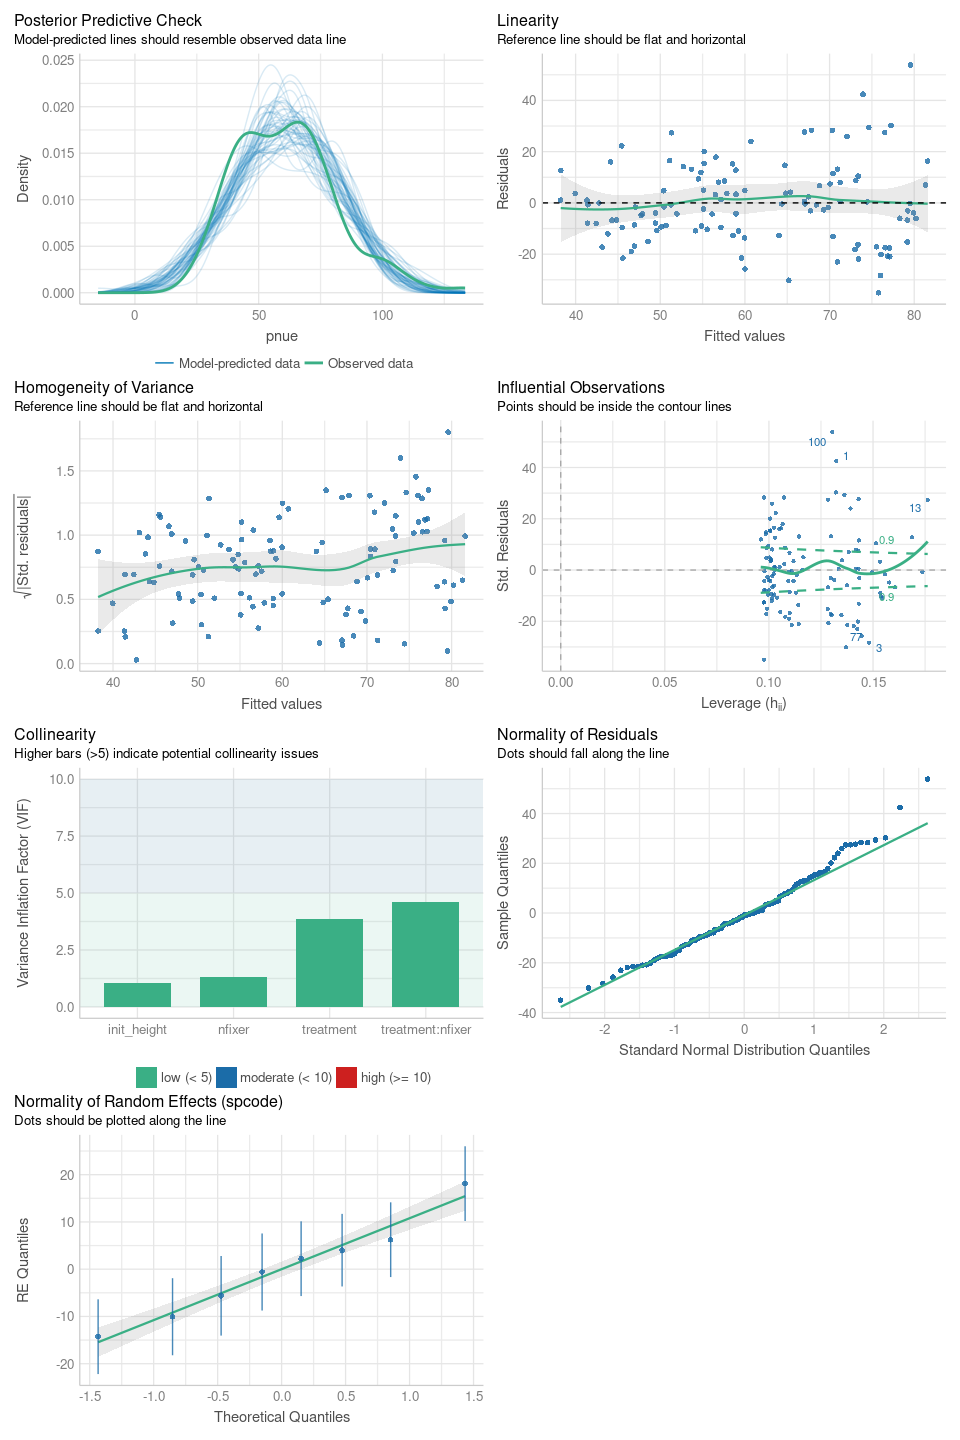 Posterior Predictive Check
Model-predicted lines should resemble observed data line
0.025
0.020
0.015
0.010
0.005
0.000
Density
0
50
100
pnue
Model-predicted data
Observed data
Linearity
Reference line should be flat and horizontal
40
20
0
-20
Residuals
40
50
60
70
80
Fitted values
Homogeneity of Variance
Reference line should be flat and horizontal
1.5
1.0
0.5
0.0
√|Std. residuals|
40
50
60
70
80
Fitted values
Influential Observations
Points should be inside the contour lines
40
20
0
-20
Std. Residuals
100
1
13
0.9
0.9
77
3
0.00
0.05
0.10
0.15
Leverage (hii)
Collinearity
Higher bars (>5) indicate potential collinearity issues
10.0
7.5
5.0
2.5
0.0
Variance Inflation Factor (VIF)
init_height
nfixer
treatment
treatment:nfixer
low (< 5)
moderate (< 10)
high (>= 10)
Normality of Residuals
Dots should fall along the line
40
20
0
-20
-40
Sample Quantiles
-2
-1
0
1
2
Standard Normal Distribution Quantiles
Normality of Random Effects (spcode)
Dots should be plotted along the line
20
10
0
-10
-20
RE Quantiles
-1.5
-1.0
-0.5
0.0
0.5
1.0
1.5
Theoretical Quantiles